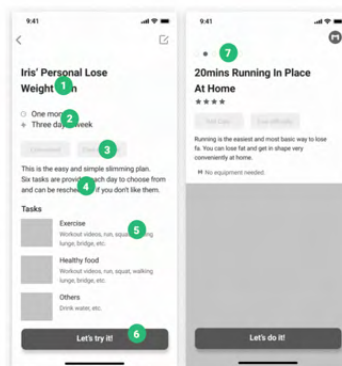 9:41
Iris' Personal Lose
1
Weight
One
2
Three day week
3
This is the easy and simple slimming plan.
Six tasks are each day to choose from
4
and can be if you don't like them.
Tasks
Exercise
5
Workout videos, run, squat,
lunge, bridge, etc.
Healthy food
Workout videos, run, squat, walking
lunge, bridge, etc.
Others
Drink water, etc.
Let's try it!
6
9:41
7
20mins Running In Place
At Home
★★★★
Running is the easiest and most basic way to lose
fa. You can lose fat and get in shape very
conveniently at home.
No equipment needed.
Let's do it!